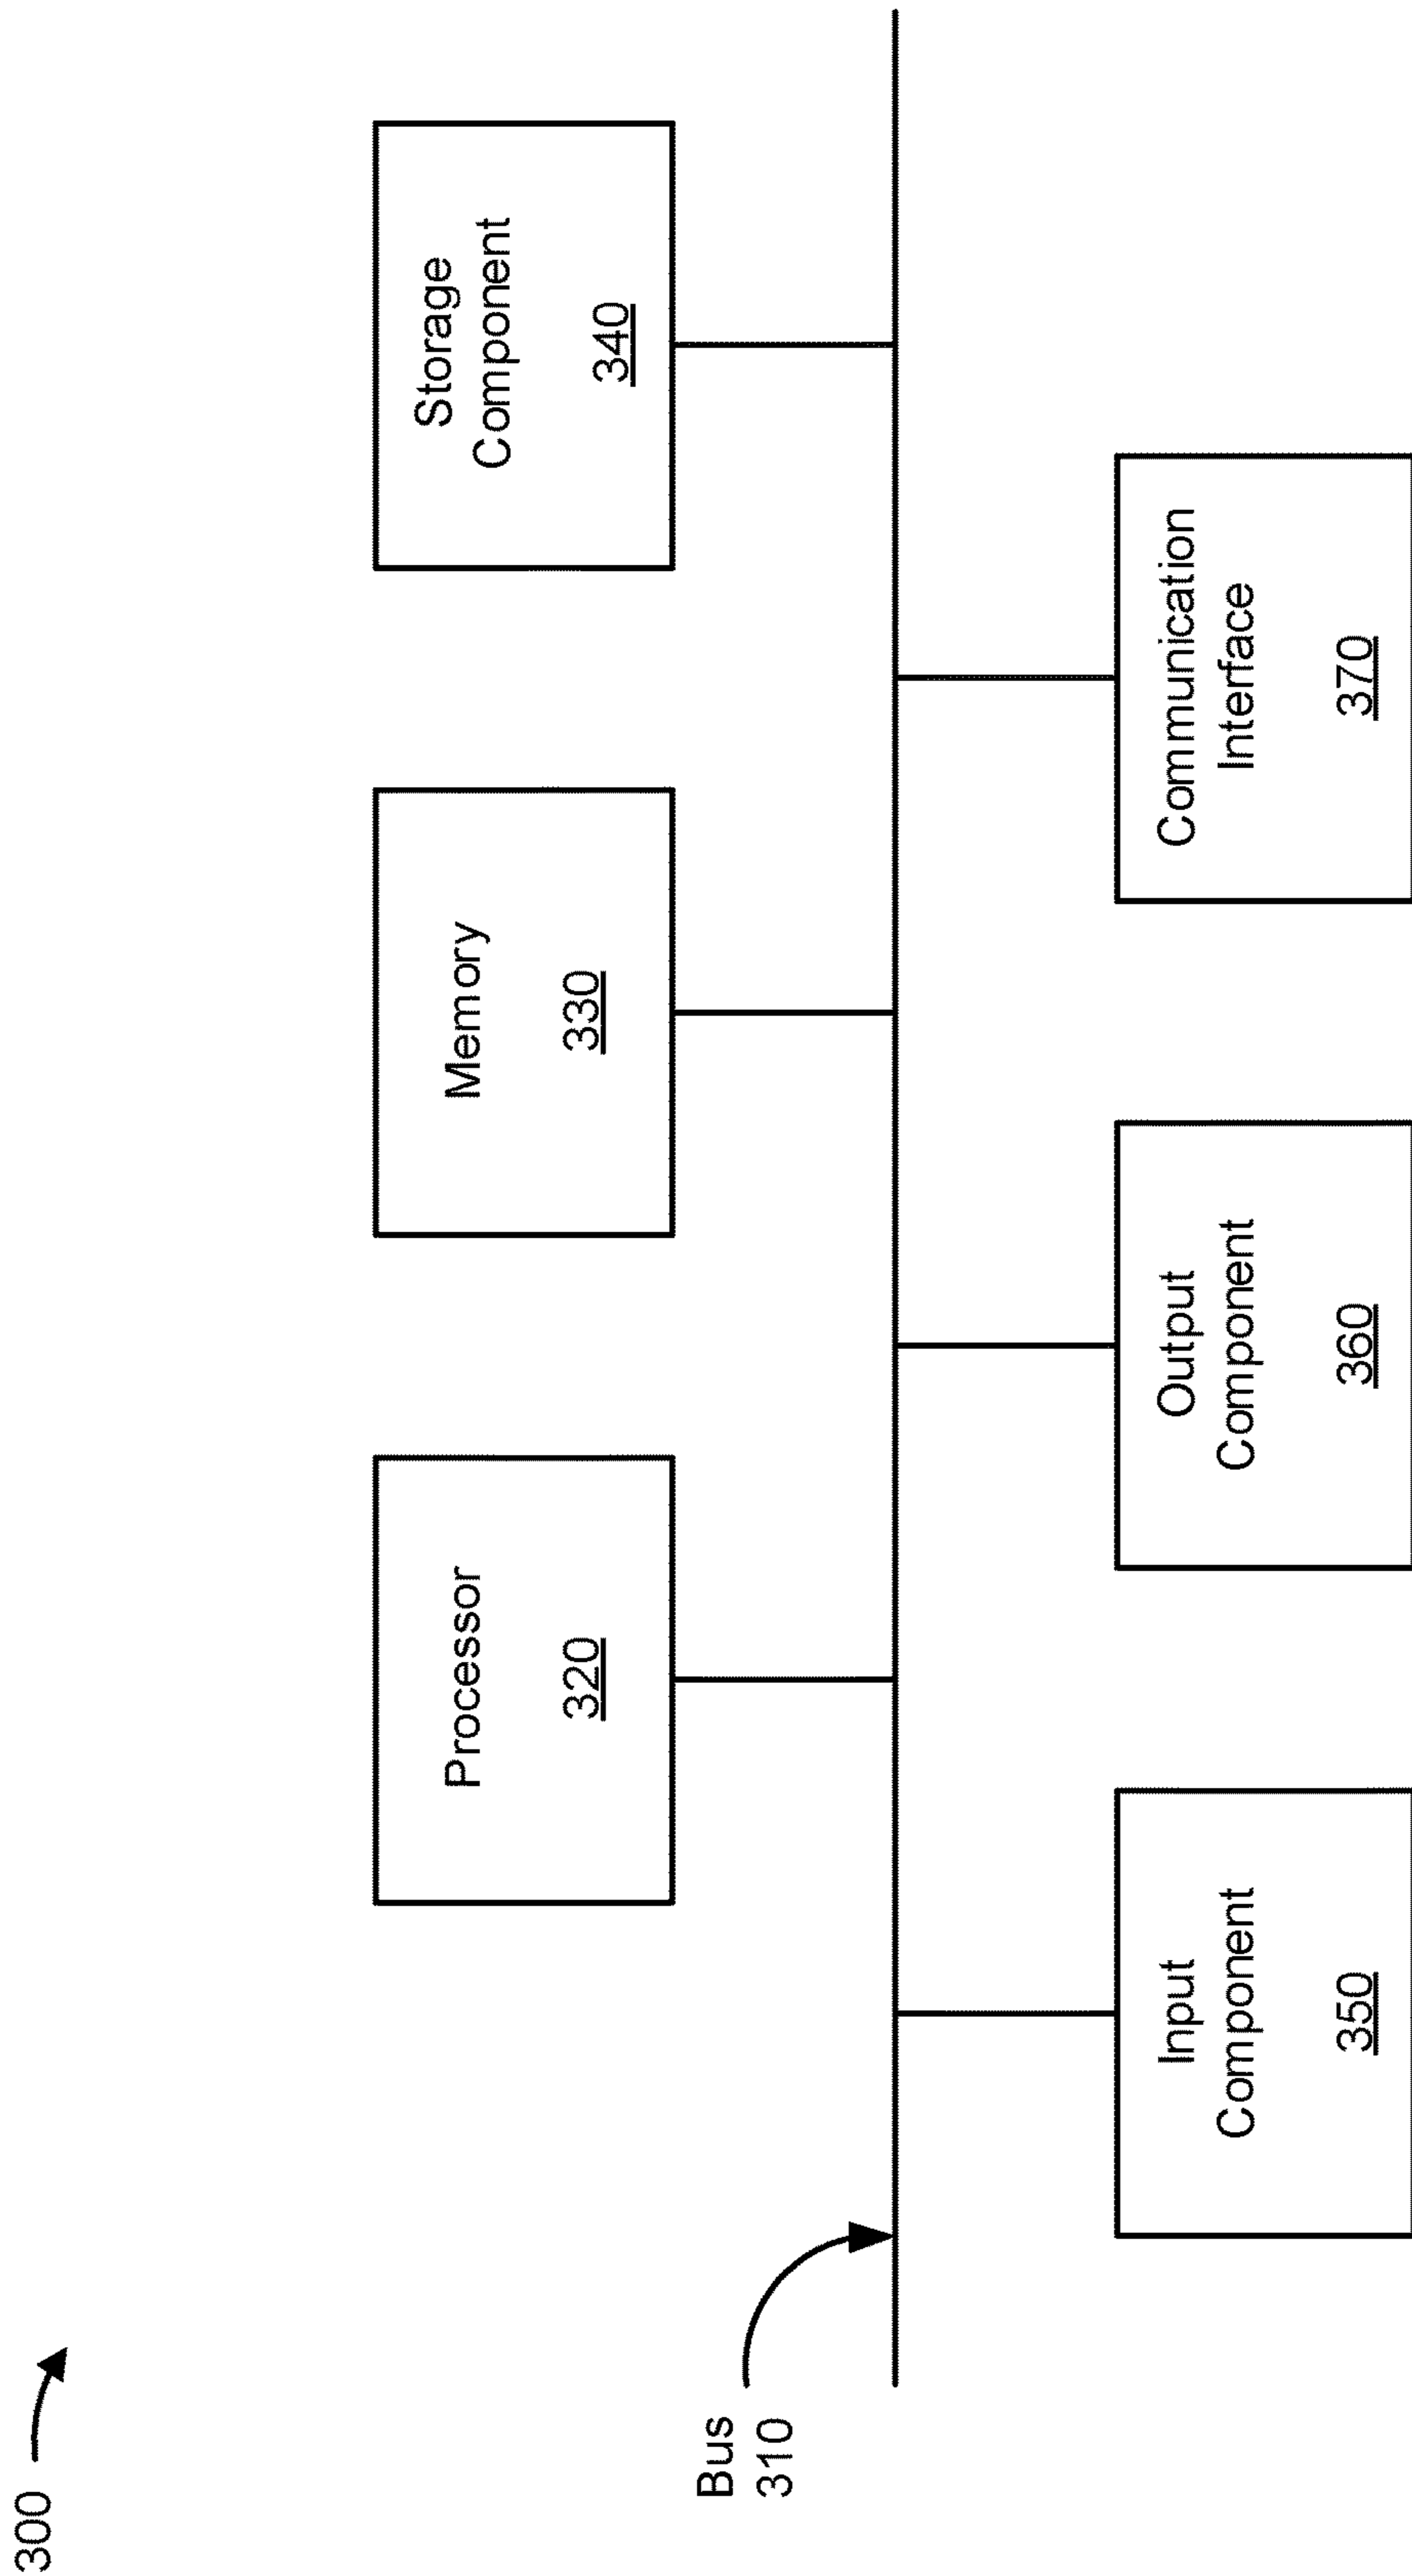 300
Processor
320
Memory
330
Storage
Component
340
Bus
310
Input
Component
350
Output
Component
360
Communication
Interface
370